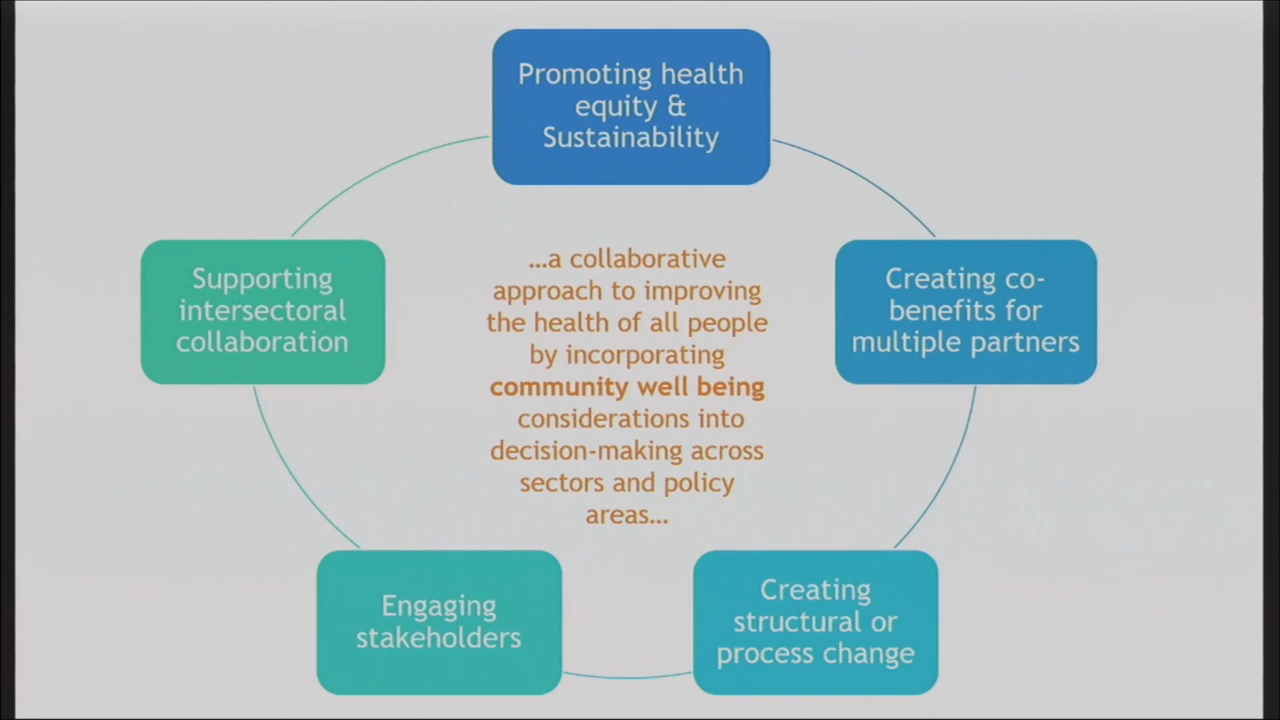 Promoting health
equity &
Sustainability
Creating co-
benefits for
multiple partners
Creating
structural or
process change
Engaging
stakeholders
Supporting
intersectoral
collaboration
...a collaborative
approach to improving
the health of all people
by incorporating
community well being
considerations into
decision-making across
sectors and policy
areas...